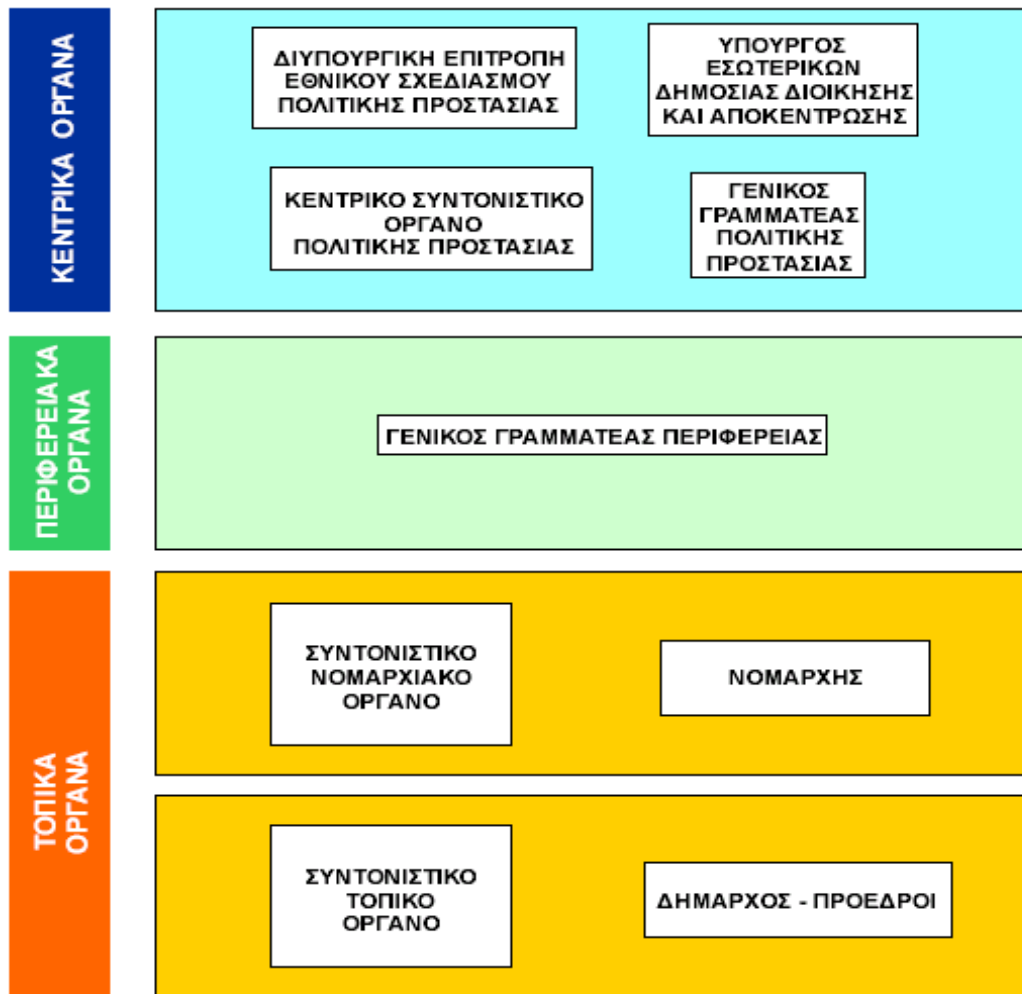 ΚΕΝΤΡΙΚΑ ΟΡΓΑΝΑ
ΔΙΥΠΟΥΡΓΙΚΗ ΕΠΙΤΡΟΠΗ
ΕΘΝΙΚΟΥ ΣΧΕΔΙΑΣΜΟΥ
ΠΟΛΙΤΙΚΗΣ ΠΡΟΣΤΑΣΙΑΣ
ΥΠΟΥΡΓΟΣ
ΕΣΩΤΕΡΙΚΩΝ
ΔΗΜΟΣΙΑΣ ΔΙΟΙΚΗΣΗΣ
ΚΑΙ ΑΠΟΚΕΝΤΡΩΣΗΣ
ΚΕΝΤΡΙΚΟ ΣΥΝΤΟΝΙΣΤΙΚΟ
ΟΡΓΑΝΟ
ΠΟΛΙΤΙΚΗΣ ΠΡΟΣΤΑΣΙΑΣ
ΓΕΝΙΚΟΣ
ΓΡΑΜΜΑΤΕΑΣ
ΠΟΛΙΤΙΚΗΣ
ΠΡΟΣΤΑΣΙΑΣ
ΠΕΡΙΦΕΡΕΙΑΚΑ
ΟΡΓΑΝΑ
ΓΕΝΙΚΟΣ ΓΡΑΜΜΑΤΕΑΣ ΠΕΡΙΦΕΡΕΙΑΣ
ΤΟΠΙΚΑ
ΟΡΓΑΝΑ
ΣΥΝΤΟΝΙΣΤΙΚΟ
ΝΟΜΑΡΧΙΑΚΟ
ΟΡΓΑΝΟ
ΝΟΜΑΡΧΗΣ
ΣΥΝΤΟΝΙΣΤΙΚΟ
ΤΟΠΙΚΟ
ΟΡΓΑΝΟ
ΔΗΜΑΡΧΟΣ - ΠΡΟΕΔΡΟΙ